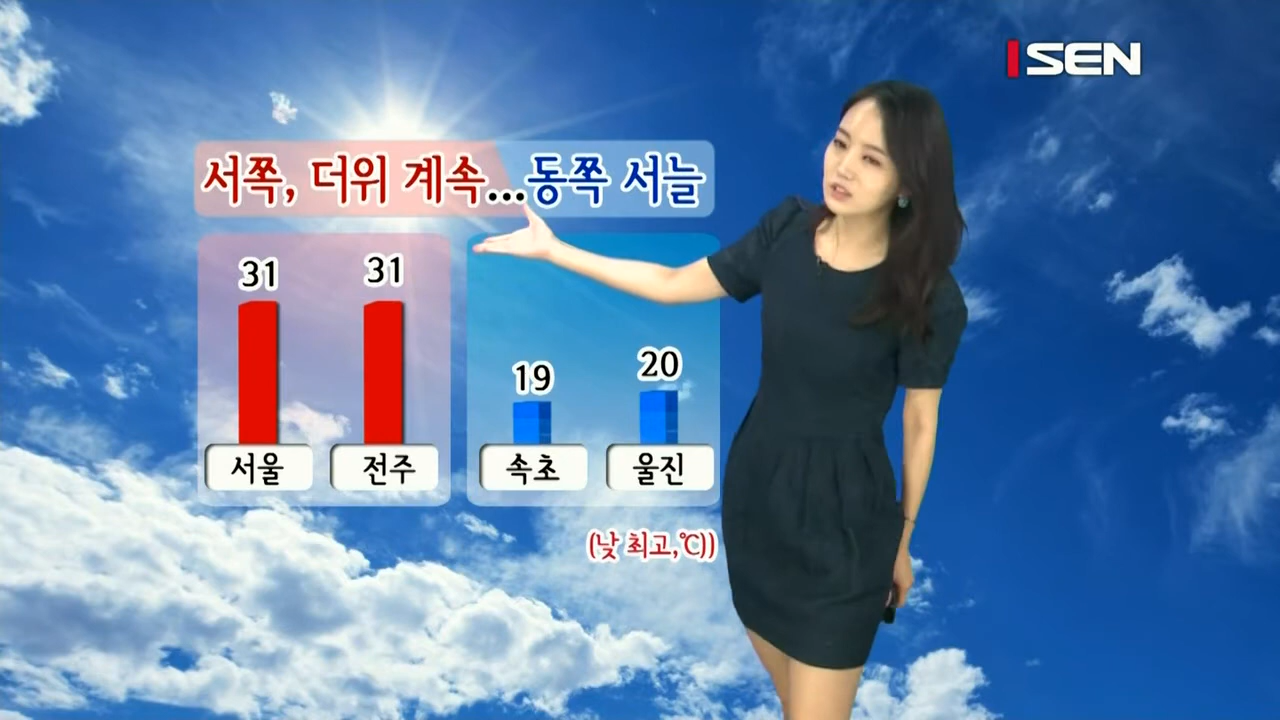 SEN
서쪽, 더위 계속...동쪽 서늘
31 31 19 20
서울 전주 속초 울진
(낮 최고,℃))